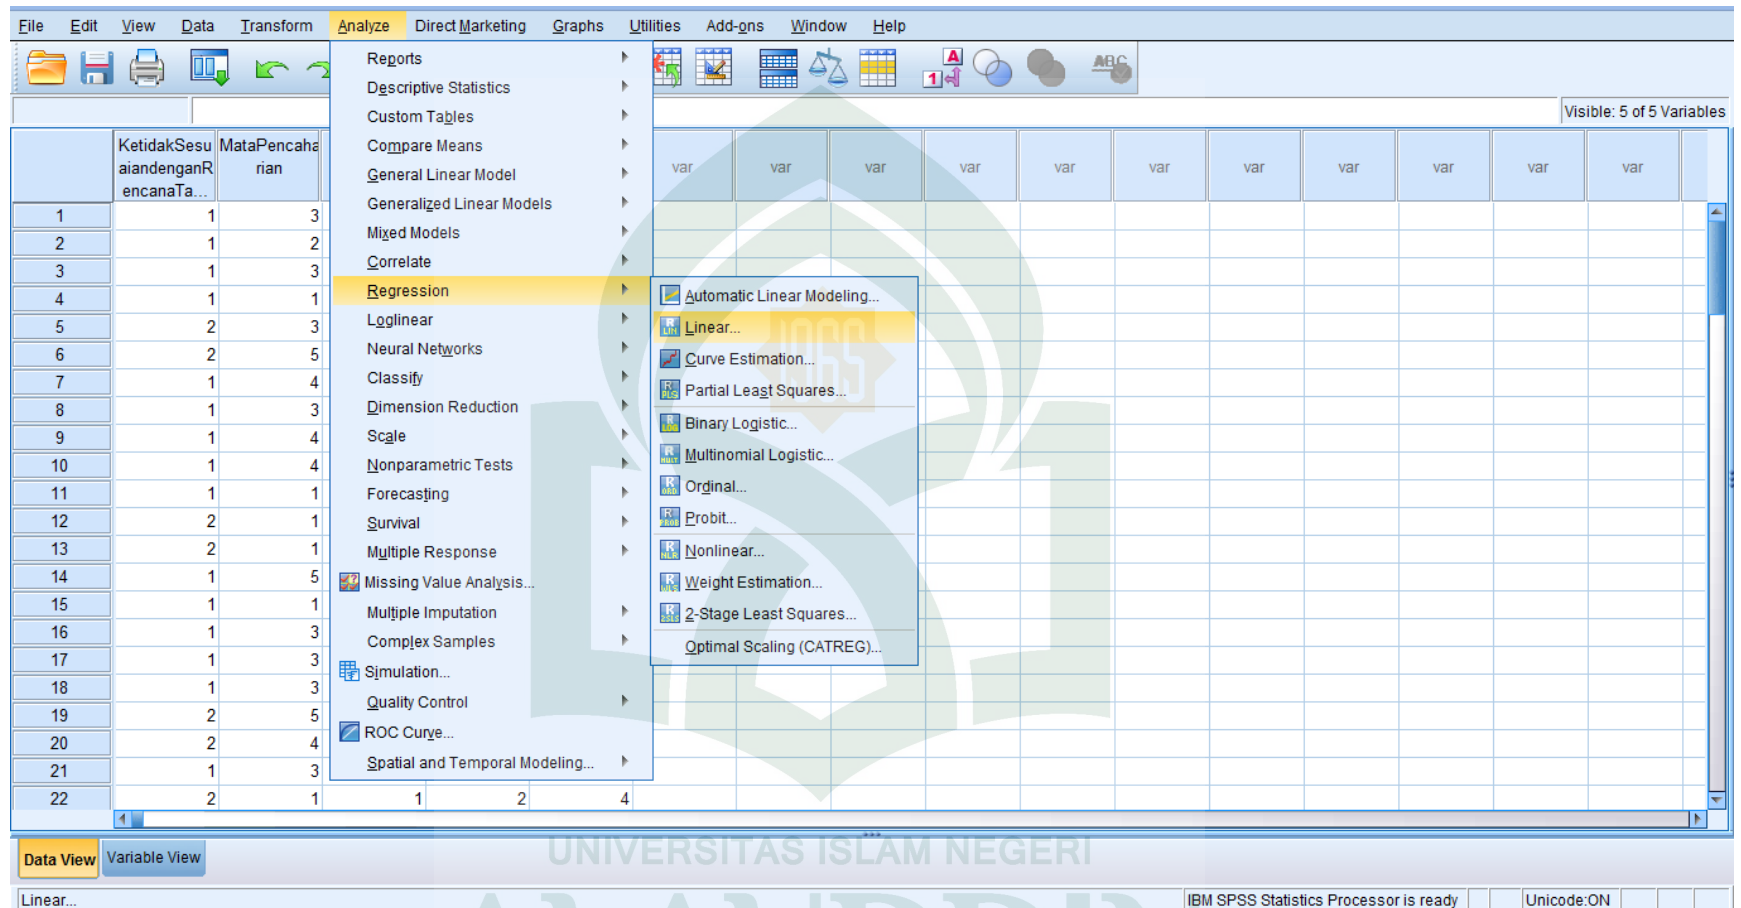 File Edit View Data Transform Analyze Direct Marketing Graphs Utilities Add-ons Window Help
Visible: 5 of 5 Variables
KetidakSesu
aiandenganR
encanaTa...
MataPencaha
rian
var var var var var var var var var var var
1 1 3
2 1 2
3 1 3
4 1 1
5 2 3
6 2 5
7 1 4
8 1 3
9 1 4
10 1 4
11 1 1
12 2 1
13 2 1
14 1 5
15 1 1
16 1 3
17 1 3
18 1 3
19 2 5
20 2 4
21 1 3
22 2 1 1 2 4
Reports
Descriptive Statistics
Custom Tables
Compare Means
General Linear Model
Generalized Linear Models
Mixed Models
Correlate
Regression
Loglinear
Neural Networks
Classify
Dimension Reduction
Scale
Nonparametric Tests
Forecasting
Survival
Multiple Response
Missing Value Analysis...
Multiple Imputation
Complex Samples
Simulation...
Quality Control
ROC Curve...
Spatial and Temporal Modeling...
Automatic Linear Modeling...
Linear...
Curve Estimation...
Partial Least Squares...
Binary Logistic...
Multinomial Logistic...
Ordinal...
Probit...
Nonlinear...
Weight Estimation...
2-Stage Least Squares...
Optimal Scaling (CATREG)...
UNIVERSITAS ISLAM NEGERI
Data View Variable View
Linear...
IBM SPSS Statistics Processor is ready
Unicode:ON